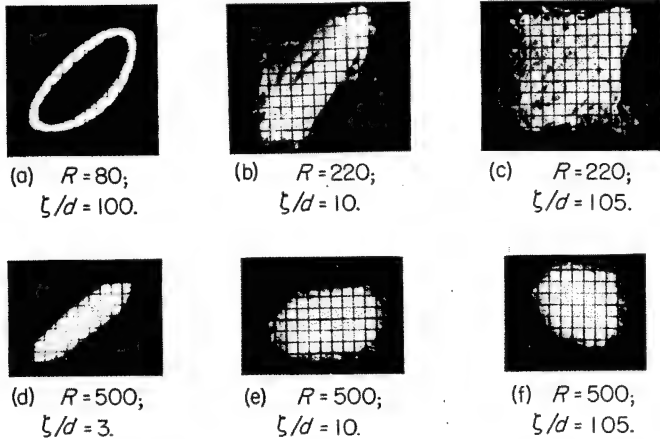 (a) R = 80;
ζ/d = 100.
(b) R = 220;
ζ/d = 10.
(c) R = 220;
ζ/d = 105.
(d) R = 500;
ζ/d = 3.
(e) R = 500;
ζ/d = 10.
(f) R = 500;
ζ/d = 105.